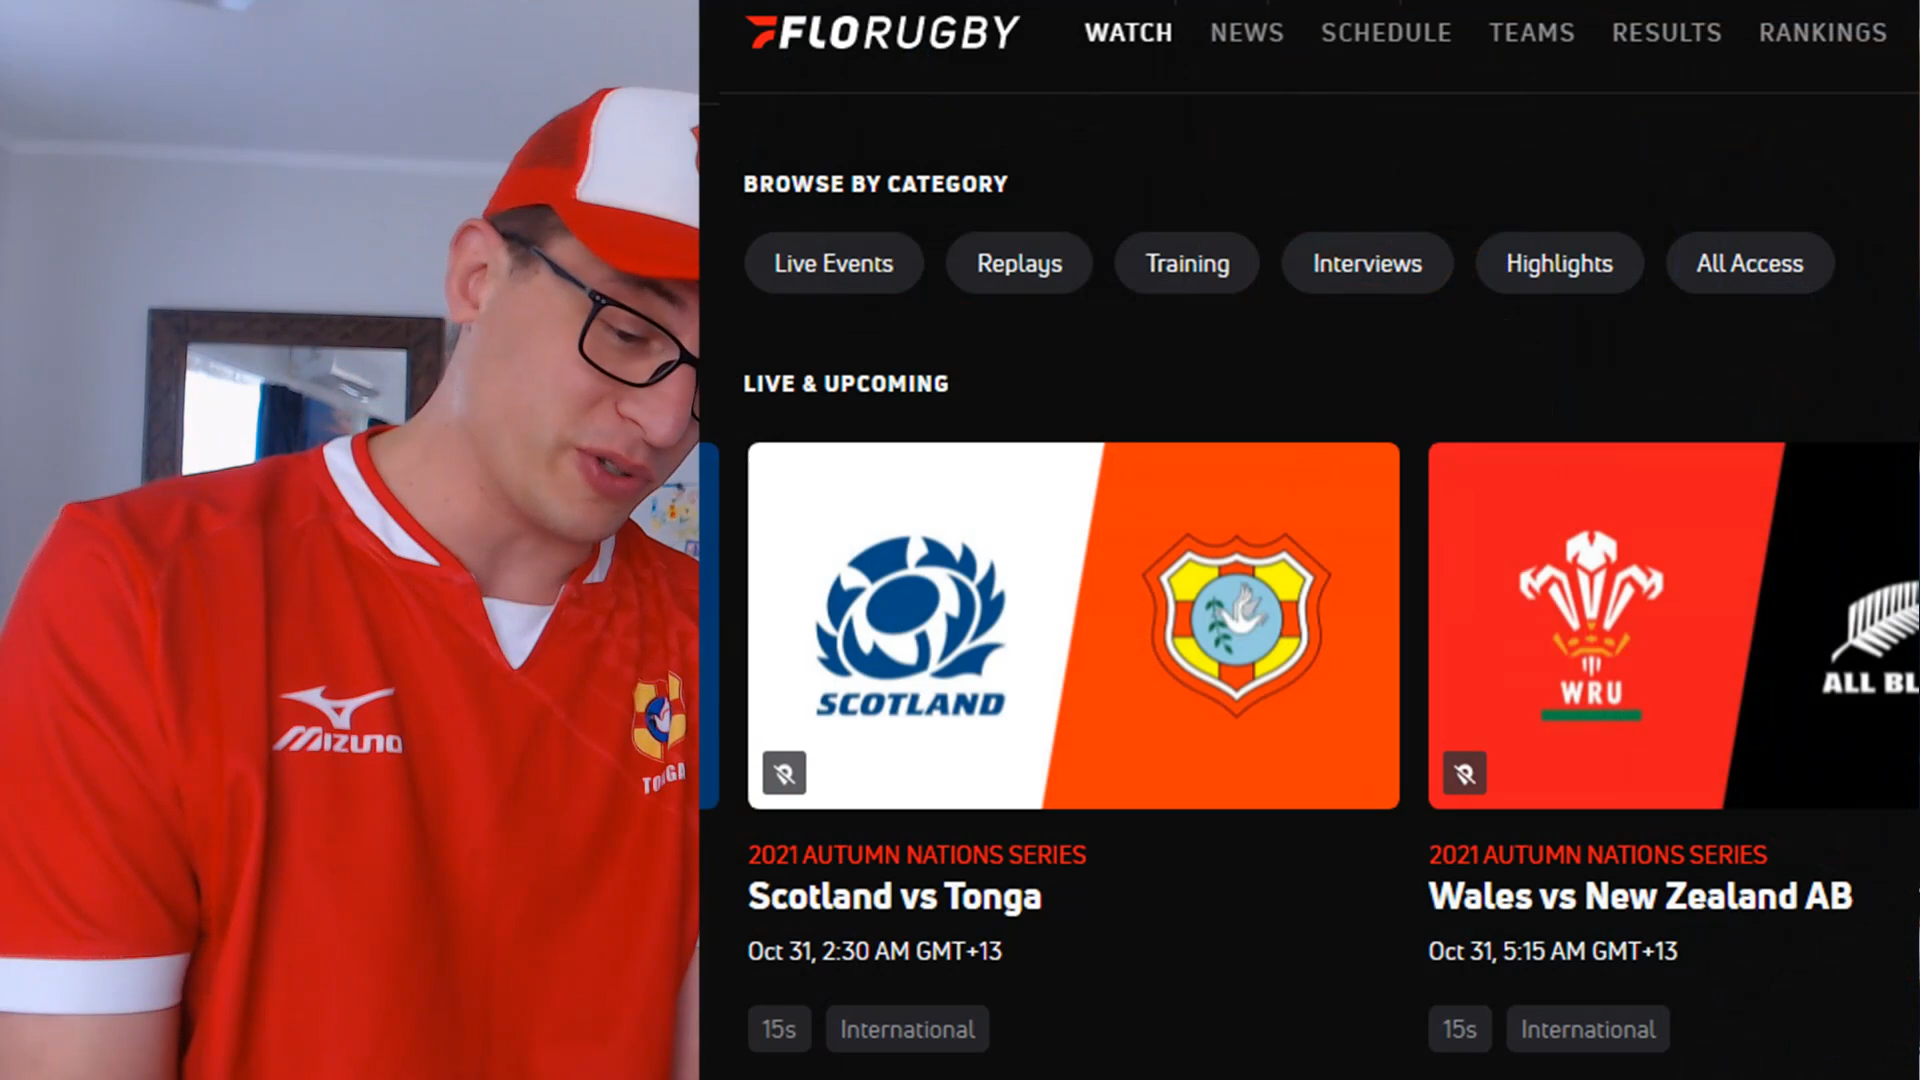 FLORUGBY
WATCH NEWS SCHEDULE TEAMS RESULTS RANKINGS
BROWSE BY CATEGORY
Live Events Replays Training Interviews Highlights All Access
LIVE & UPCOMING
SCOTLAND
WRU
ALL BL
MIZUNO
TONGA
2021 AUTUMN NATIONS SERIES
Scotland vs Tonga
Oct 31, 2:30 AM GMT+13
15s International
2021 AUTUMN NATIONS SERIES
Wales vs New Zealand AB
Oct 31, 5:15 AM GMT+13
15s International